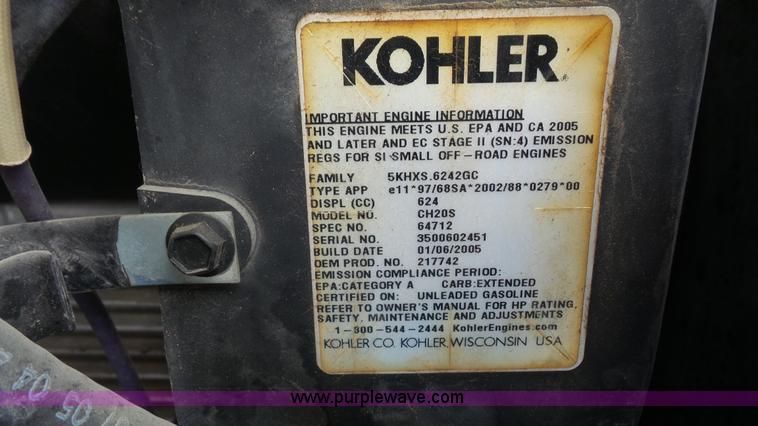 KOHLER
IMPORTANT ENGINE INFORMATION
THIS ENGINE MEETS U.S. EPA AND CA 2005
AND LATER AND EC STAGE II (SN:4) EMISSION
REGS FOR SI SMALL OFF-ROAD ENGINES
FAMILY 5KHXS.6242GC
TYPE APP e11*97/68SA*2002/88*0279*00
DISPL (CC) 624
MODEL NO. CH20S
SPEC NO. 64712
SERIAL NO. 3500602451
BUILD DATE 01/06/2005
OEM PROD. NO. 217742
EMISSION COMPLIANCE PERIOD:
EPA:CATEGORY A CARB:EXTENDED
CERTIFIED ON: UNLEADED GASOLINE
REFER TO OWNER'S MANUAL FOR HP RATING,
SAFETY, MAINTENANCE AND ADJUSTMENTS
1-800-544-2444 KohlerEngines.com
KOHLER CO. KOHLER, WISCONSIN USA
05 04
www.purplewave.com